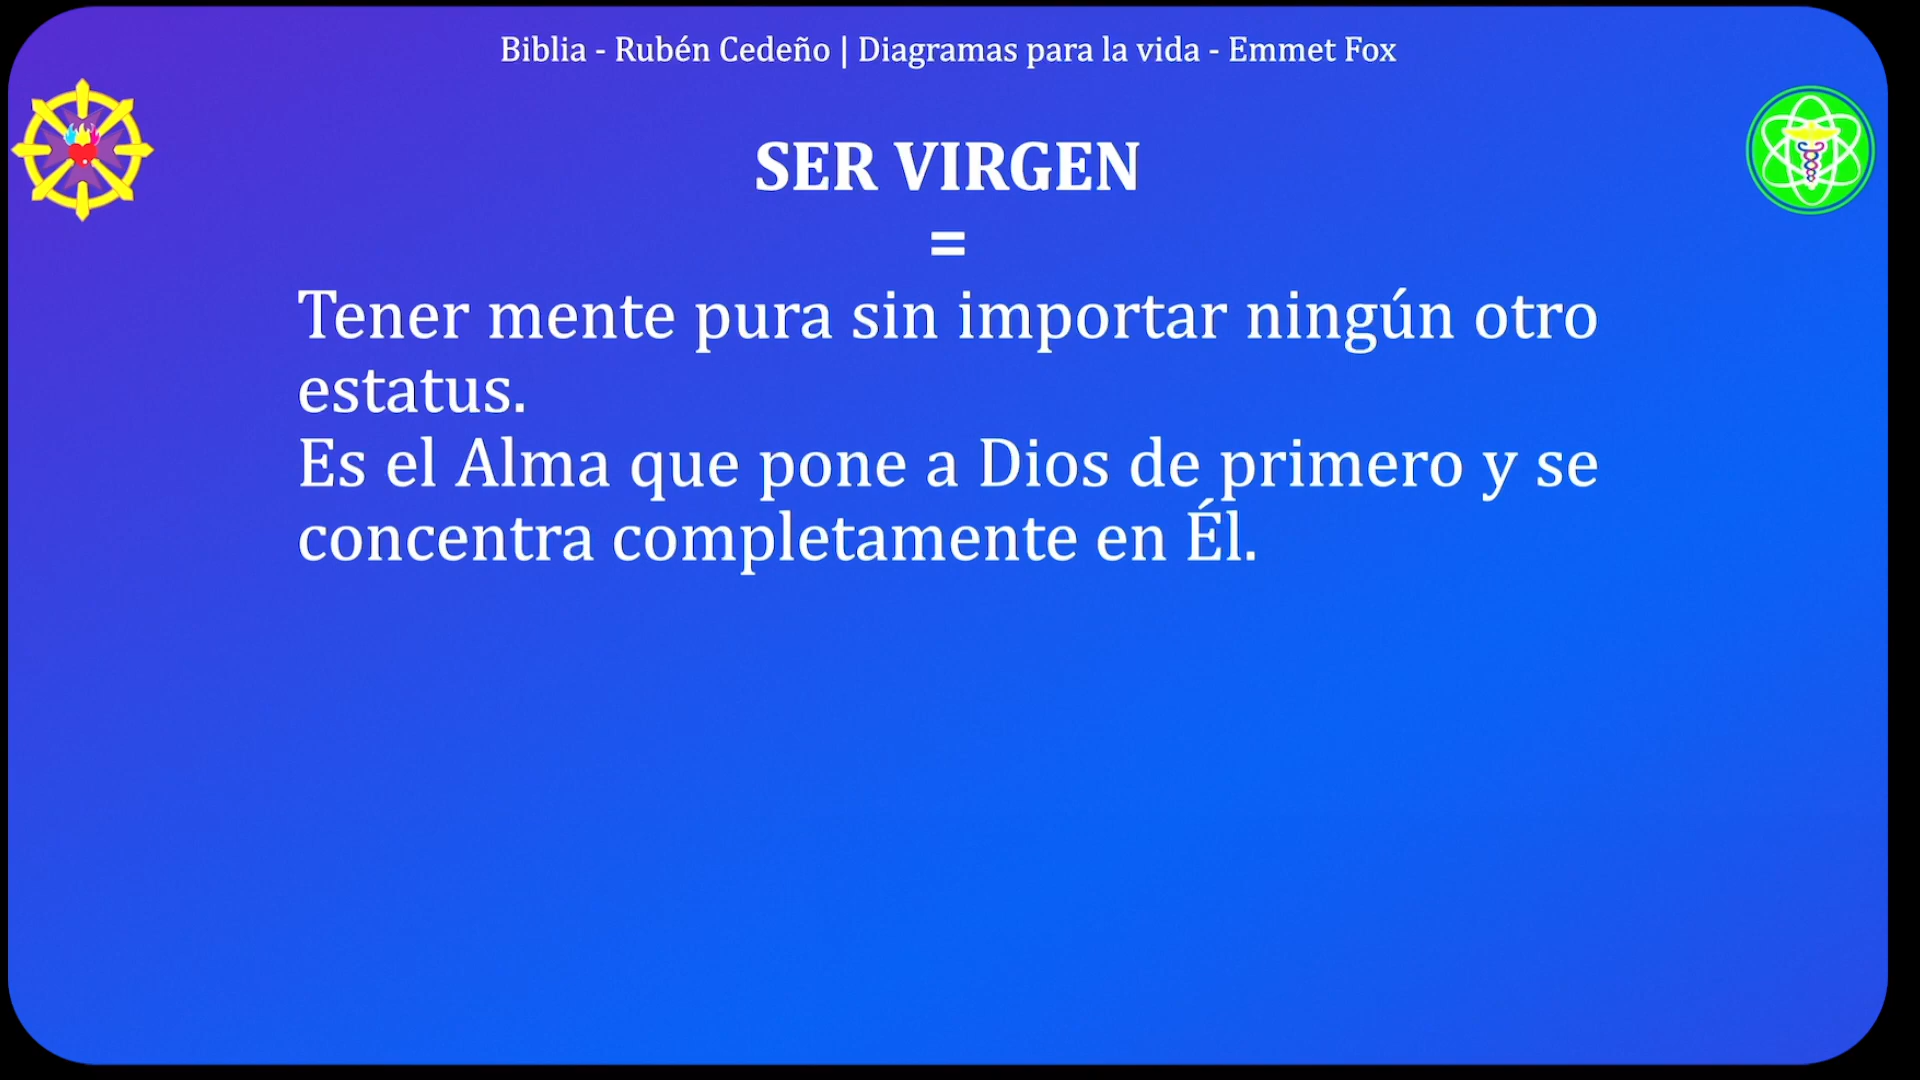 Biblia - Rubén Cedeño | Diagramas para la vida - Emmet Fox
SER VIRGEN
=
Tener mente pura sin importar ningún otro
estatus.
Es el Alma que pone a Dios de primero y se
concentra completamente en Él.